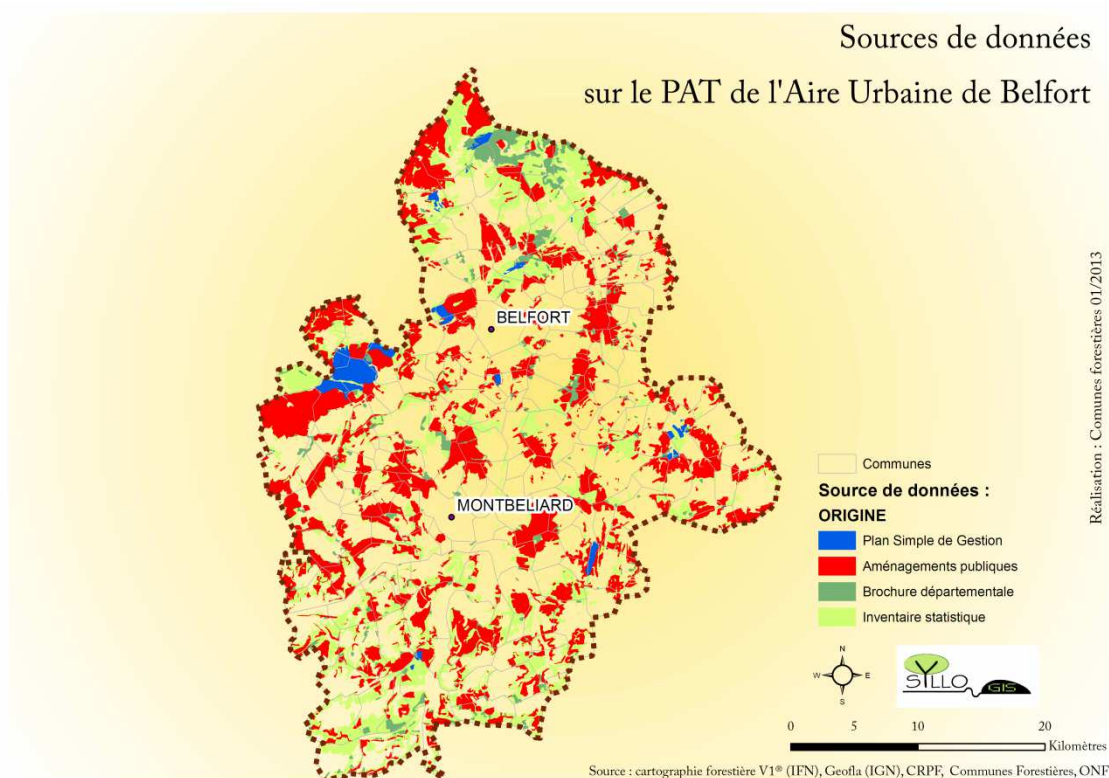 Sources de données
sur le PAT de l'Aire Urbaine de Belfort
BELFORT
MONTBELIARD
Réalisation : Comunes forestières 01/2013
Communes
Source de données :
ORIGINE
Plan Simple de Gestion
Aménagements publiques
Brochure départementale
Inventaire statistique
N
W E
S
SYLLO GIS
0 5 10 20
Kilomètres
Source : cartographie forestière V1® (IFN), Geofla (IGN), CRPF, Communes Forestières, ONF